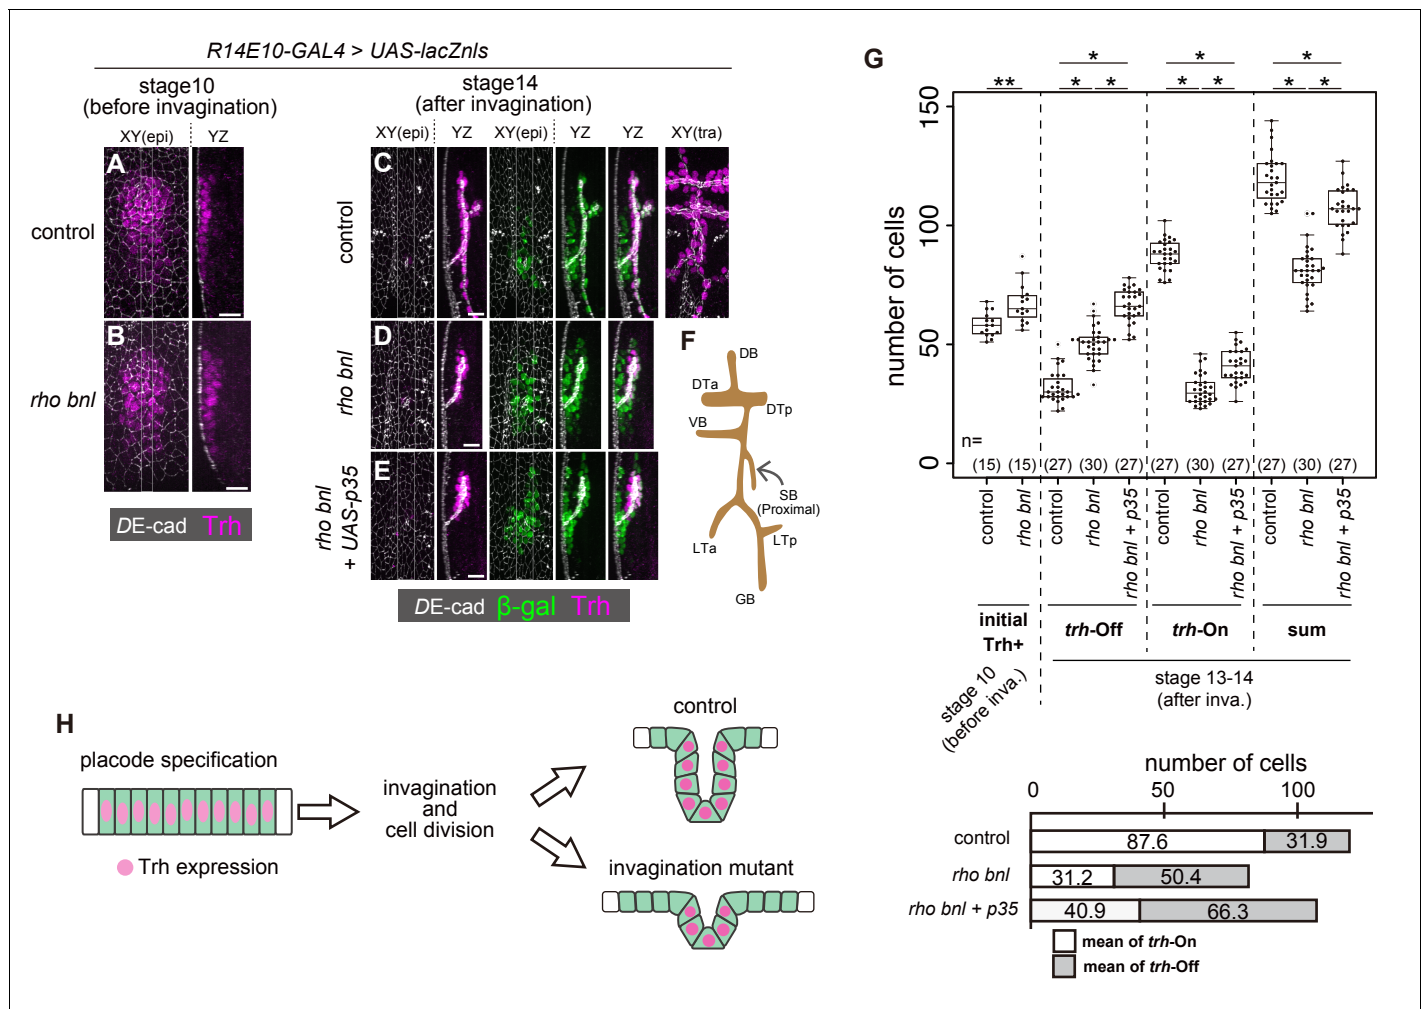 R14E10-GAL4 > UAS-lacZnls
stage10
(before invagination)
stage14
(after invagination)
XY(epi) YZ
XY(epi) YZ XY(epi) YZ YZ XY(tra)
A
control
B
rho bnl
DE-cad Trh
C
control
D
rho bnl
E
rho bnl
+ UAS-p35
DE-cad β-gal Trh
F
DB
DTa
DTp
VB
SB
(Proximal)
LTa
LTp
GB
G
** * * * * * * * * *
number of cells
150
100
50
0
n=
(15) (15) (27) (30) (27) (27) (30) (27) (27) (30) (27)
control
rho bnl
control
rho bnl
rho bnl + p35
control
rho bnl
rho bnl + p35
control
rho bnl
rho bnl + p35
initial
Trh+
trh-Off
trh-On
sum
stage 10
(before inva.)
stage 13-14
(after inva.)
number of cells
0 50 100
control 87.6 31.9
rho bnl 31.2 50.4
rho bnl + p35 40.9 66.3
mean of trh-On
mean of trh-Off
H
placode specification
Trh expression
invagination
and
cell division
control
invagination mutant